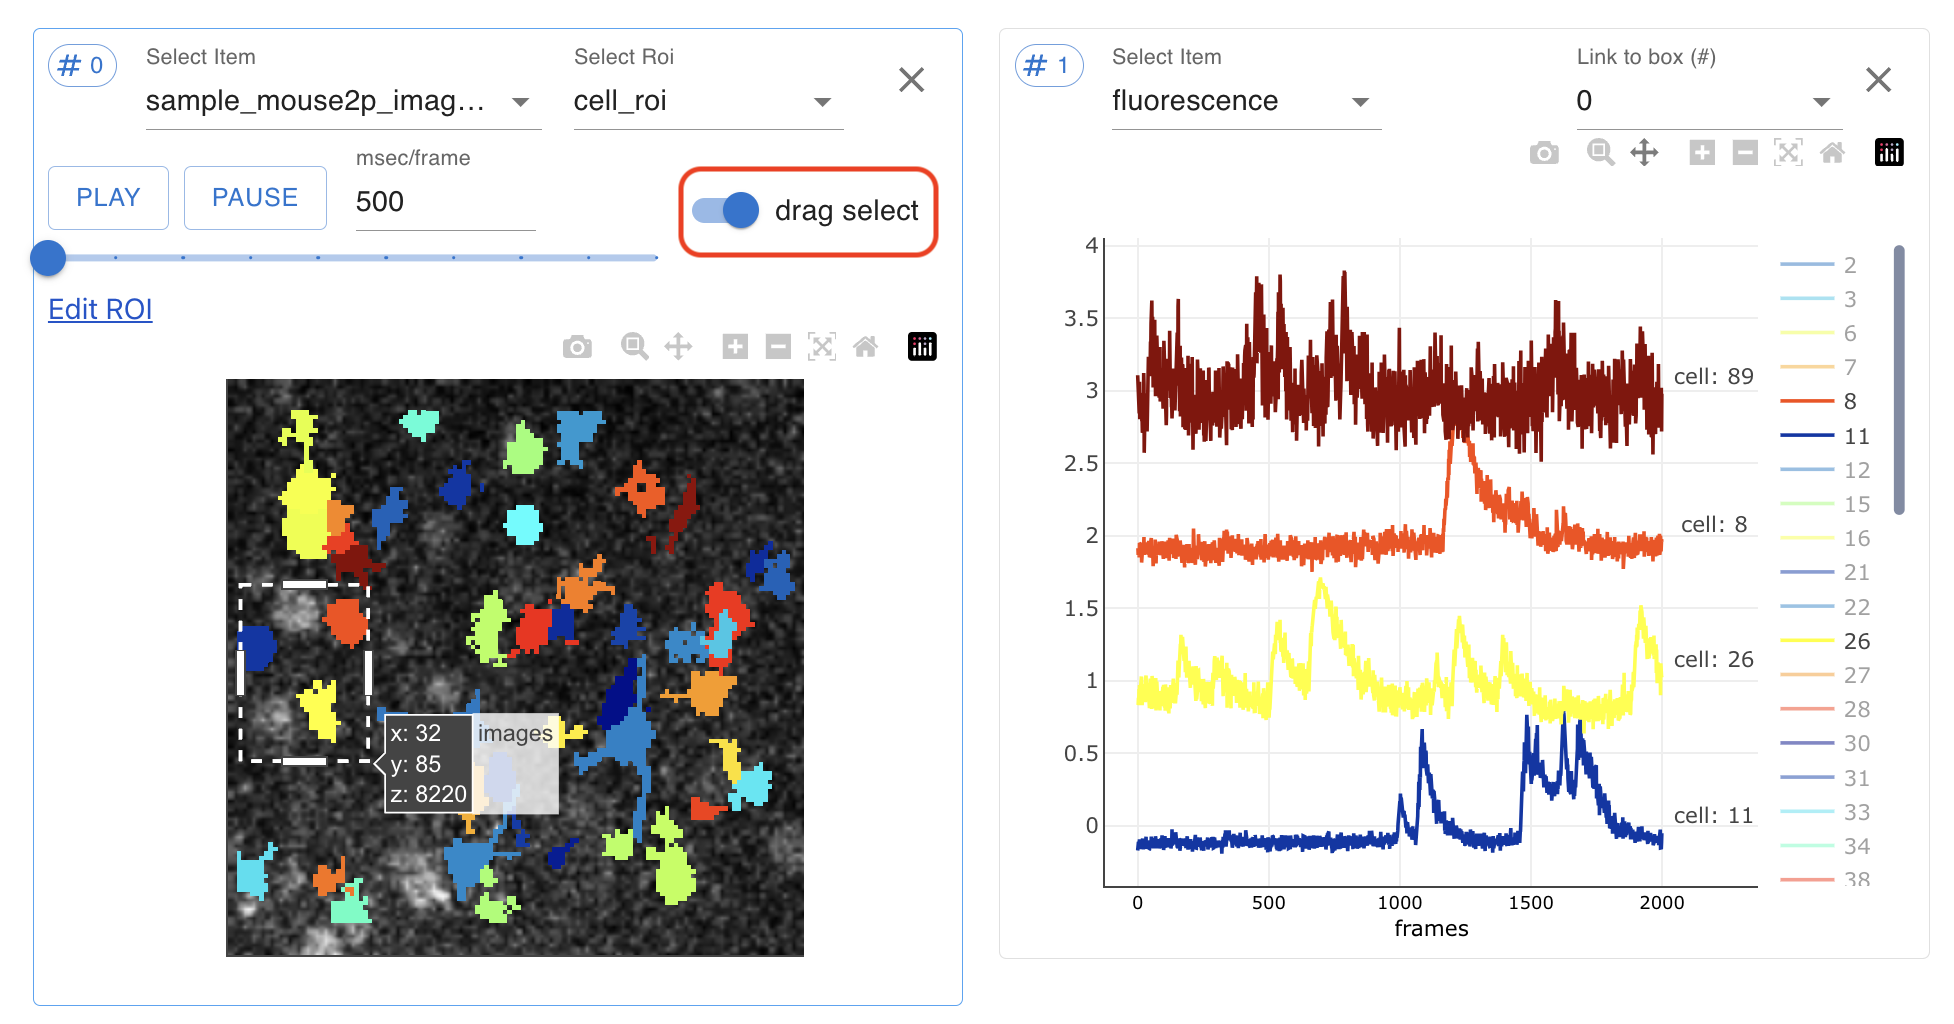 # 0
Select Item
Select Roi
sample_mouse2p_imag...
cell_roi
PLAY
PAUSE
msec/frame
500
drag select
Edit ROI
x: 32
y: 85
z: 8220
images
# 1
Select Item
Link to box (#)
fluorescence
0
4
3.5
3
2.5
2
1.5
1
0.5
0
cell: 89
cell: 8
cell: 26
cell: 11
0 500 1000 1500 2000
frames
2
3
6
7
8
11
12
15
16
21
22
26
27
28
30
31
33
34
38